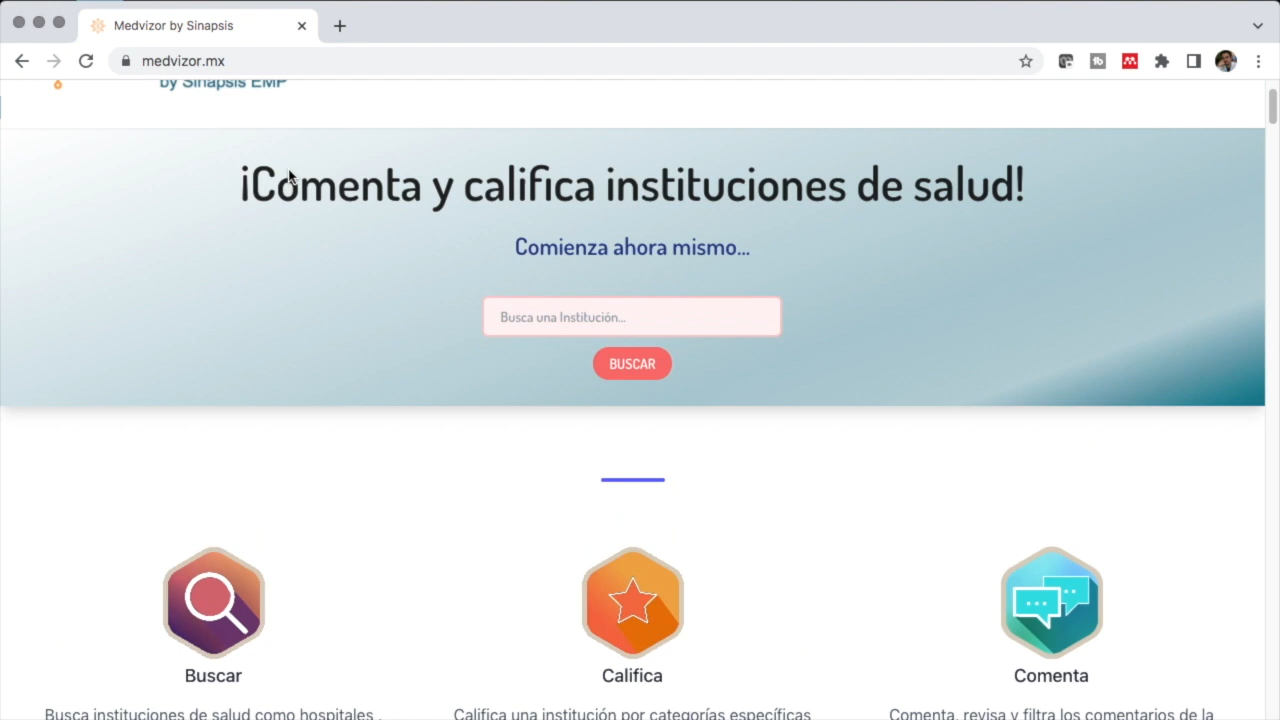 Medvizor by Sinapsis
medvizor.mx
by Sinapsis EMP
¡Comenta y califica instituciones de salud!
Comienza ahora mismo...
Busca una Institución...
BUSCAR
Buscar
Califica
Comenta
Busca instituciones de salud como hospitales ,
Califica una institución por categorías específicas
Comenta, revisa y filtra los comentarios de la